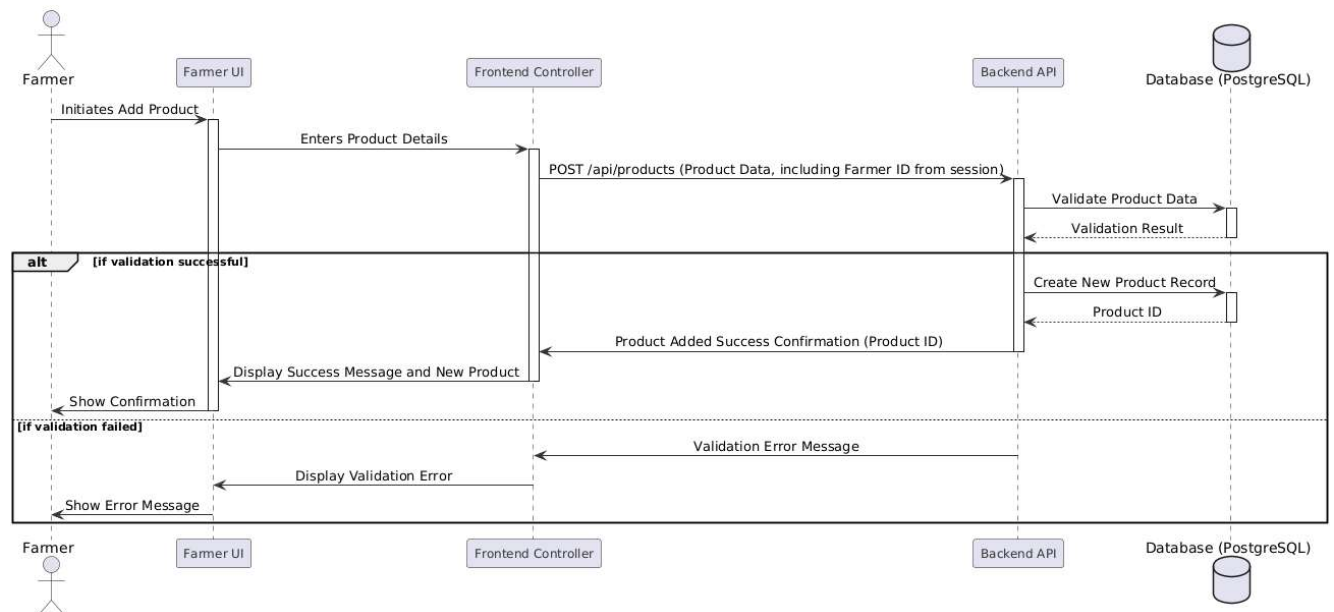 Farmer
Farmer UI
Frontend Controller
Backend API
Database (PostgreSQL)
Initiates Add Product
Enters Product Details
POST /api/products (Product Data, including Farmer ID from session)
Validate Product Data
Validation Result
alt [if validation successful]
Create New Product Record
Product ID
Product Added Success Confirmation (Product ID)
Display Success Message and New Product
Show Confirmation
[if validation failed]
Validation Error Message
Display Validation Error
Show Error Message
Farmer
Farmer UI
Frontend Controller
Backend API
Database (PostgreSQL)